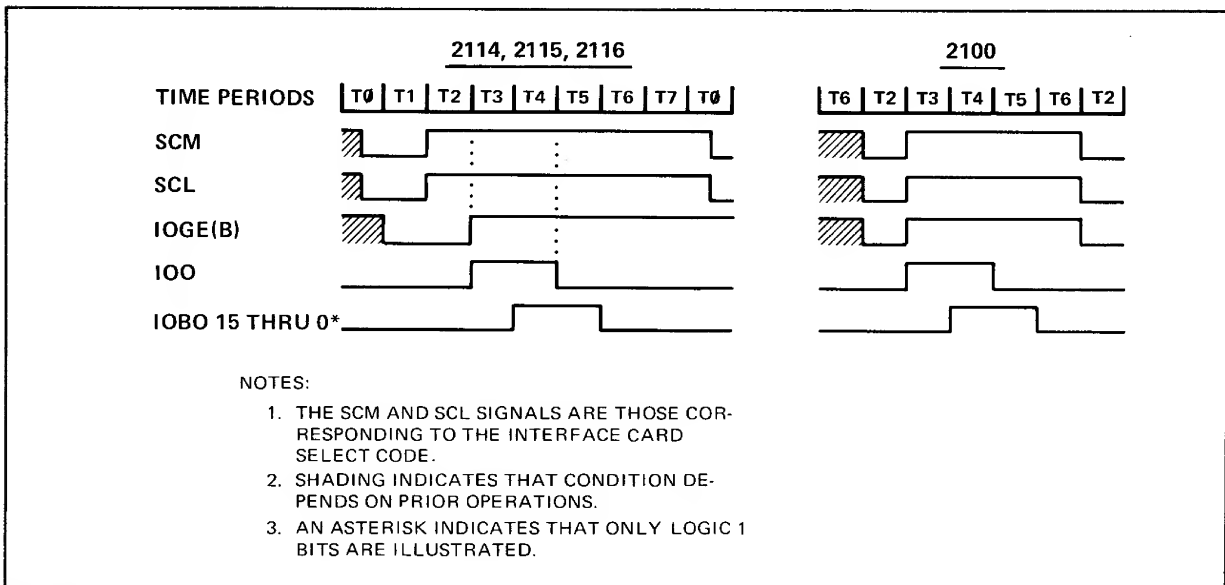 2114, 2115, 2116
2100
TIME PERIODS T0 T1 T2 T3 T4 T5 T6 T7 T0
T6 T2 T3 T4 T5 T6 T2
SCM
SCL
IOGE(B)
IOO
IOBO 15 THRU 0*
NOTES:
1. THE SCM AND SCL SIGNALS ARE THOSE COR-
RESPONDING TO THE INTERFACE CARD
SELECT CODE.
2. SHADING INDICATES THAT CONDITION DE-
PENDS ON PRIOR OPERATIONS.
3. AN ASTERISK INDICATES THAT ONLY LOGIC 1
BITS ARE ILLUSTRATED.